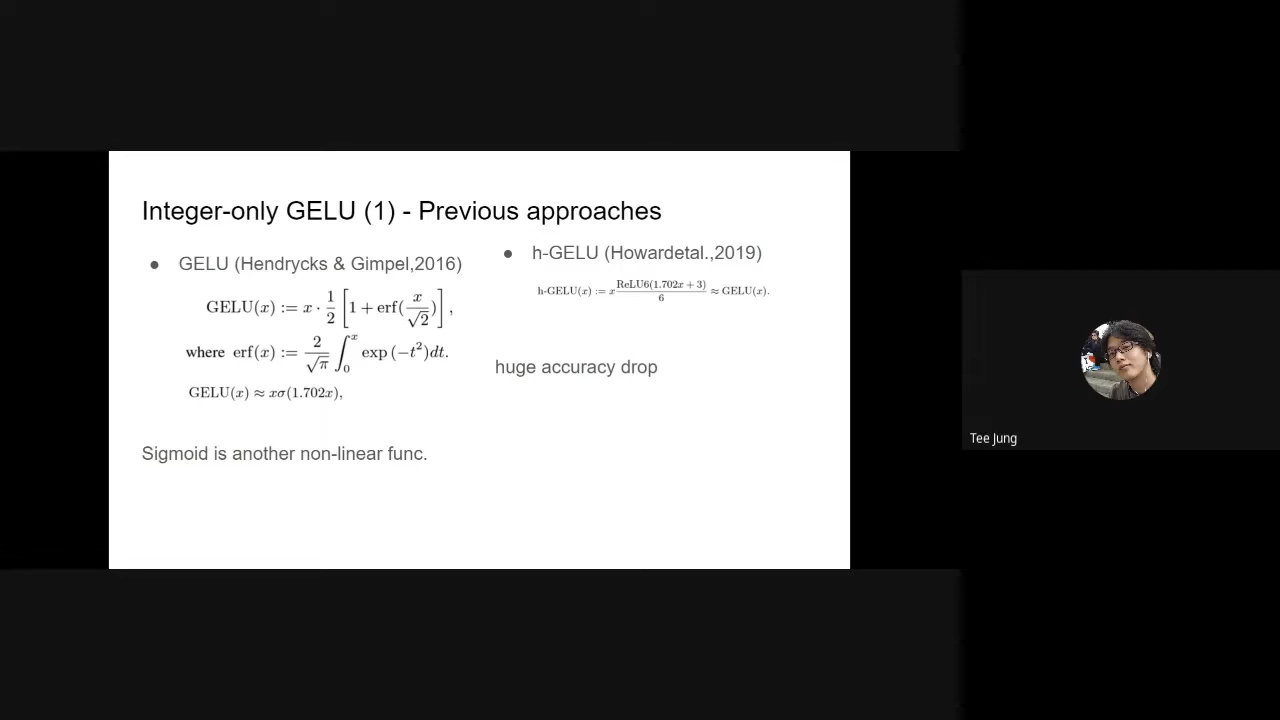 Integer-only GELU (1) - Previous approaches
● GELU (Hendrycks & Gimpel,2016)
GELU(x) := x · 1/2 [1 + erf(x/√2)],
where erf(x) := 2/√π ∫₀ˣ exp (−t²)dt.
GELU(x) ≈ xσ(1.702x),
Sigmoid is another non-linear func.
● h-GELU (Howardetal.,2019)
h-GELU(x) := x ReLU6(1.702x + 3)/6 ≈ GELU(x).
huge accuracy drop
Tee Jung